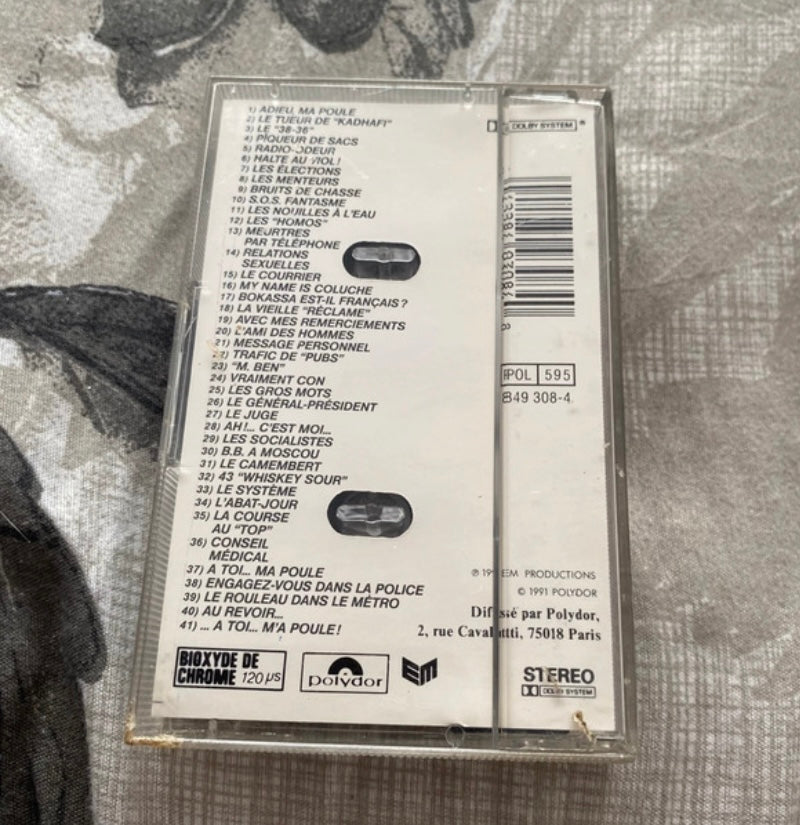 1) ADIEU, MA POULE
2) LE TUEUR DE "KADHAFI"
3) LE "38-36"
4) PIQUEUR DE SACS
5) RADIO-ODEUR
6) HALTE AU VIOL!
7) LES ÉLECTIONS
8) LES MENTEURS
9) BRUITS DE CHASSE
10) S.O.S. FANTASME
11) LES NOUILLES À L'EAU
12) LES "HOMOS"
13) MEURTRES
PAR TÉLÉPHONE
14) RELATIONS
SEXUELLES
15) LE COURRIER
16) MY NAME IS COLUCHE
17) BOKASSA EST-IL FRANÇAIS ?
18) LA VIEILLE "RÉCLAME"
19) AVEC MES REMERCIEMENTS
20) L'AMI DES HOMMES
21) MESSAGE PERSONNEL
22) TRAFIC DE "PUBS"
23) "M. BEN"
24) VRAIMENT CON
25) LES GROS MOTS
26) LE GÉNÉRAL-PRÉSIDENT
27) LE JUGE
28) AH!... C'EST MOI...
29) LES SOCIALISTES
30) B.B. A MOSCOU
31) LE CAMEMBERT
32) 43 "WHISKEY SOUR"
33) LE SYSTÈME
34) L'ABAT-JOUR
35) LA COURSE
AU "TOP"
36) CONSEIL
MÉDICAL
37) A TOI... MA POULE
38) ENGAGEZ-VOUS DANS LA POLICE
39) LE ROULEAU DANS LE MÉTRO
40) AU REVOIR...
41) ... A TOI... M'A POULE!
BIOXYDE DE
CHROME 120 µs
polydor
EM
DOLBY SYSTEM ®
8
POL 595
849 308-4
℗ 19 EM PRODUCTIONS
© 1991 POLYDOR
par Polydor,
2, rue 75018 Paris
STEREO
DOLBY SYSTEM